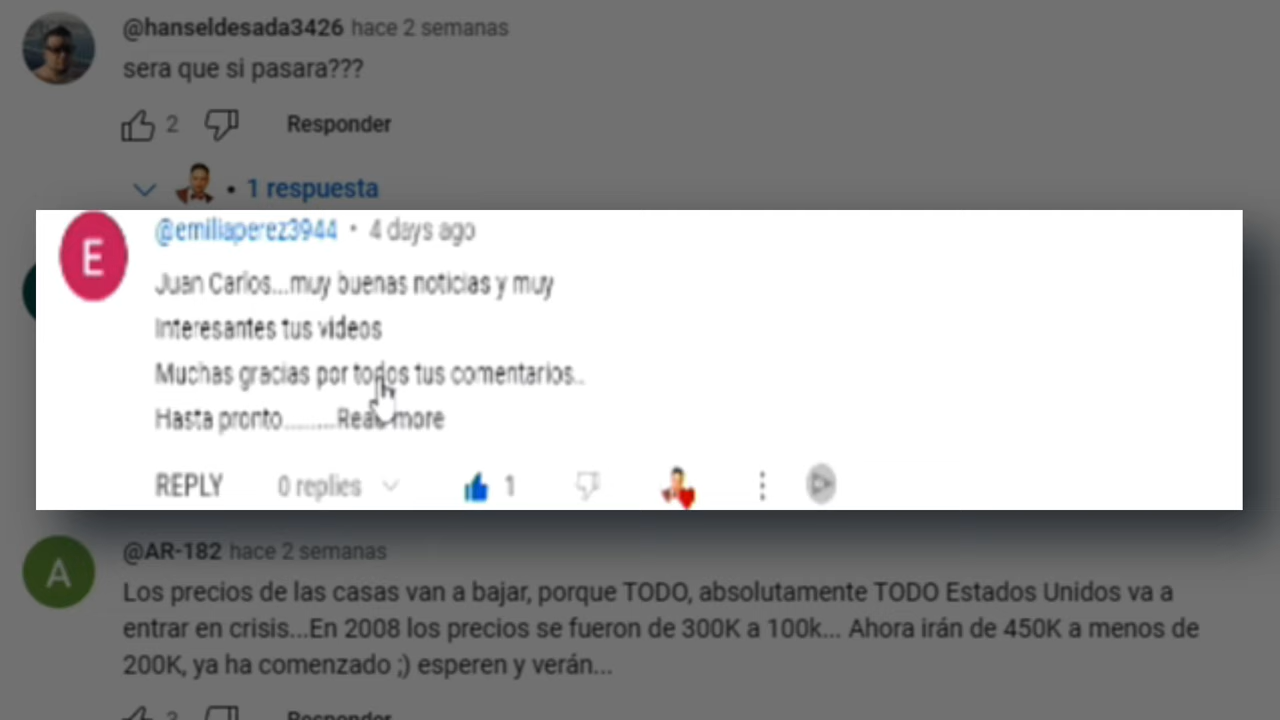 @hanseldesada3426 hace 2 semanas
sera que si pasara???
2 Responder
• 1 respuesta
E
@emiliaperez3944 • 4 days ago
Juan Carlos...muy buenas noticias y muy
Interesantes tus videos
Muchas gracias por todos tus comentarios..
Hasta pronto.........Read more
REPLY 0 replies 1
A
@AR-182 hace 2 semanas
Los precios de las casas van a bajar, porque TODO, absolutamente TODO Estados Unidos va a
entrar en crisis...En 2008 los precios se fueron de 300K a 100k... Ahora irán de 450K a menos de
200K, ya ha comenzado ;) esperen y verán...
3 Responder